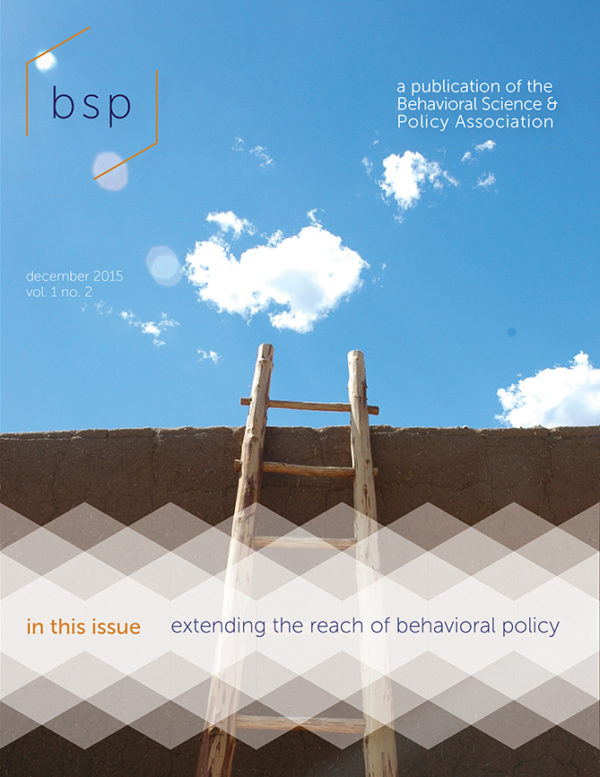 bsp
a publication of the
Behavioral Science &
Policy Association
december 2015
vol. 1 no. 2
in this issue extending the reach of behavioral policy